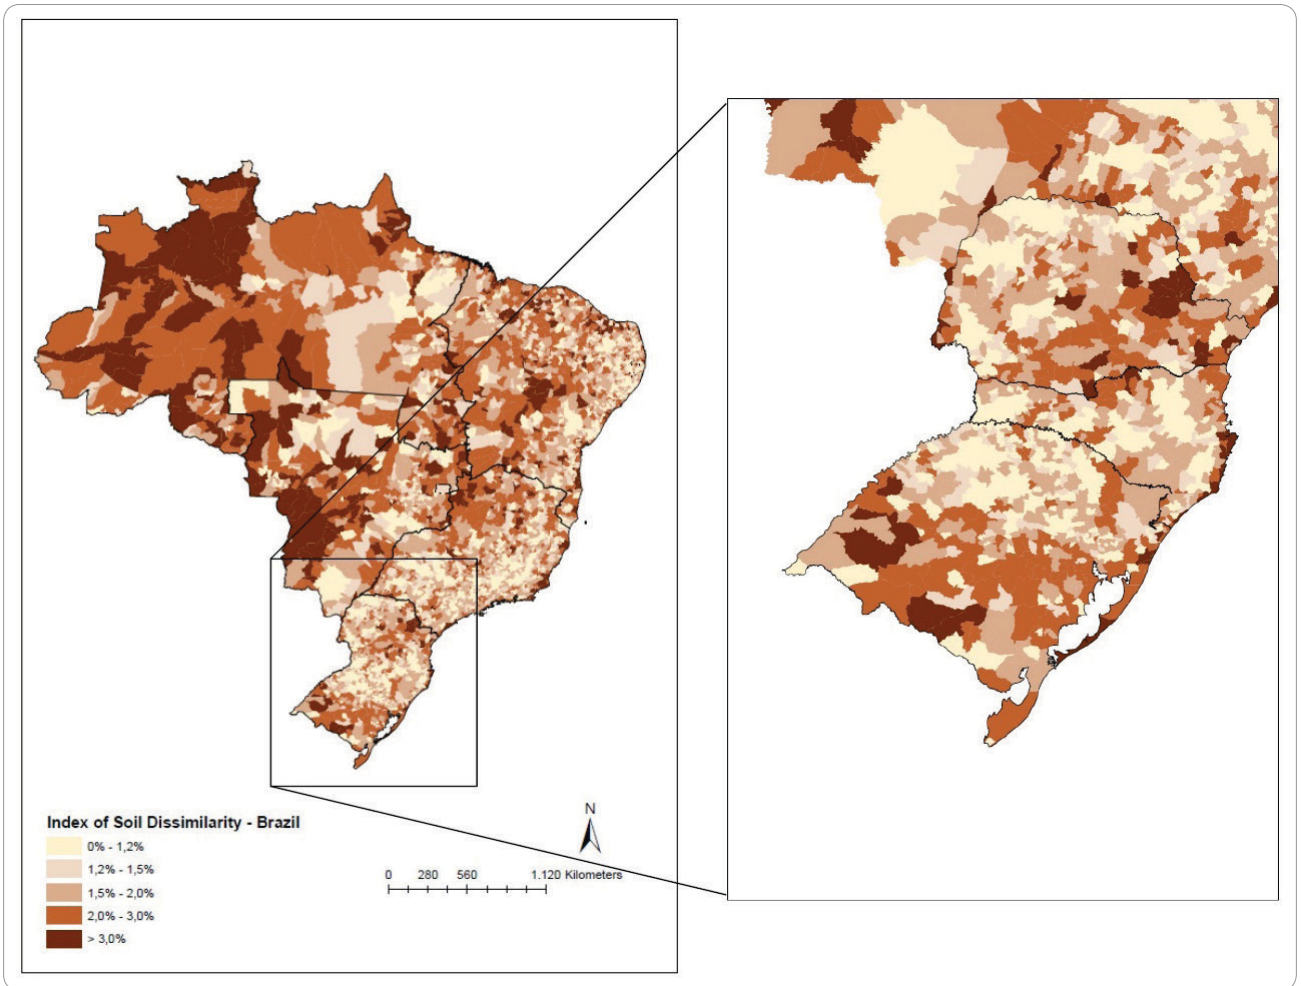 Index of Soil Dissimilarity - Brazil
0% - 1,2%
1,2% - 1,5%
1,5% - 2,0%
2,0% - 3,0%
> 3,0%
N
0 280 560 1.120 Kilometers